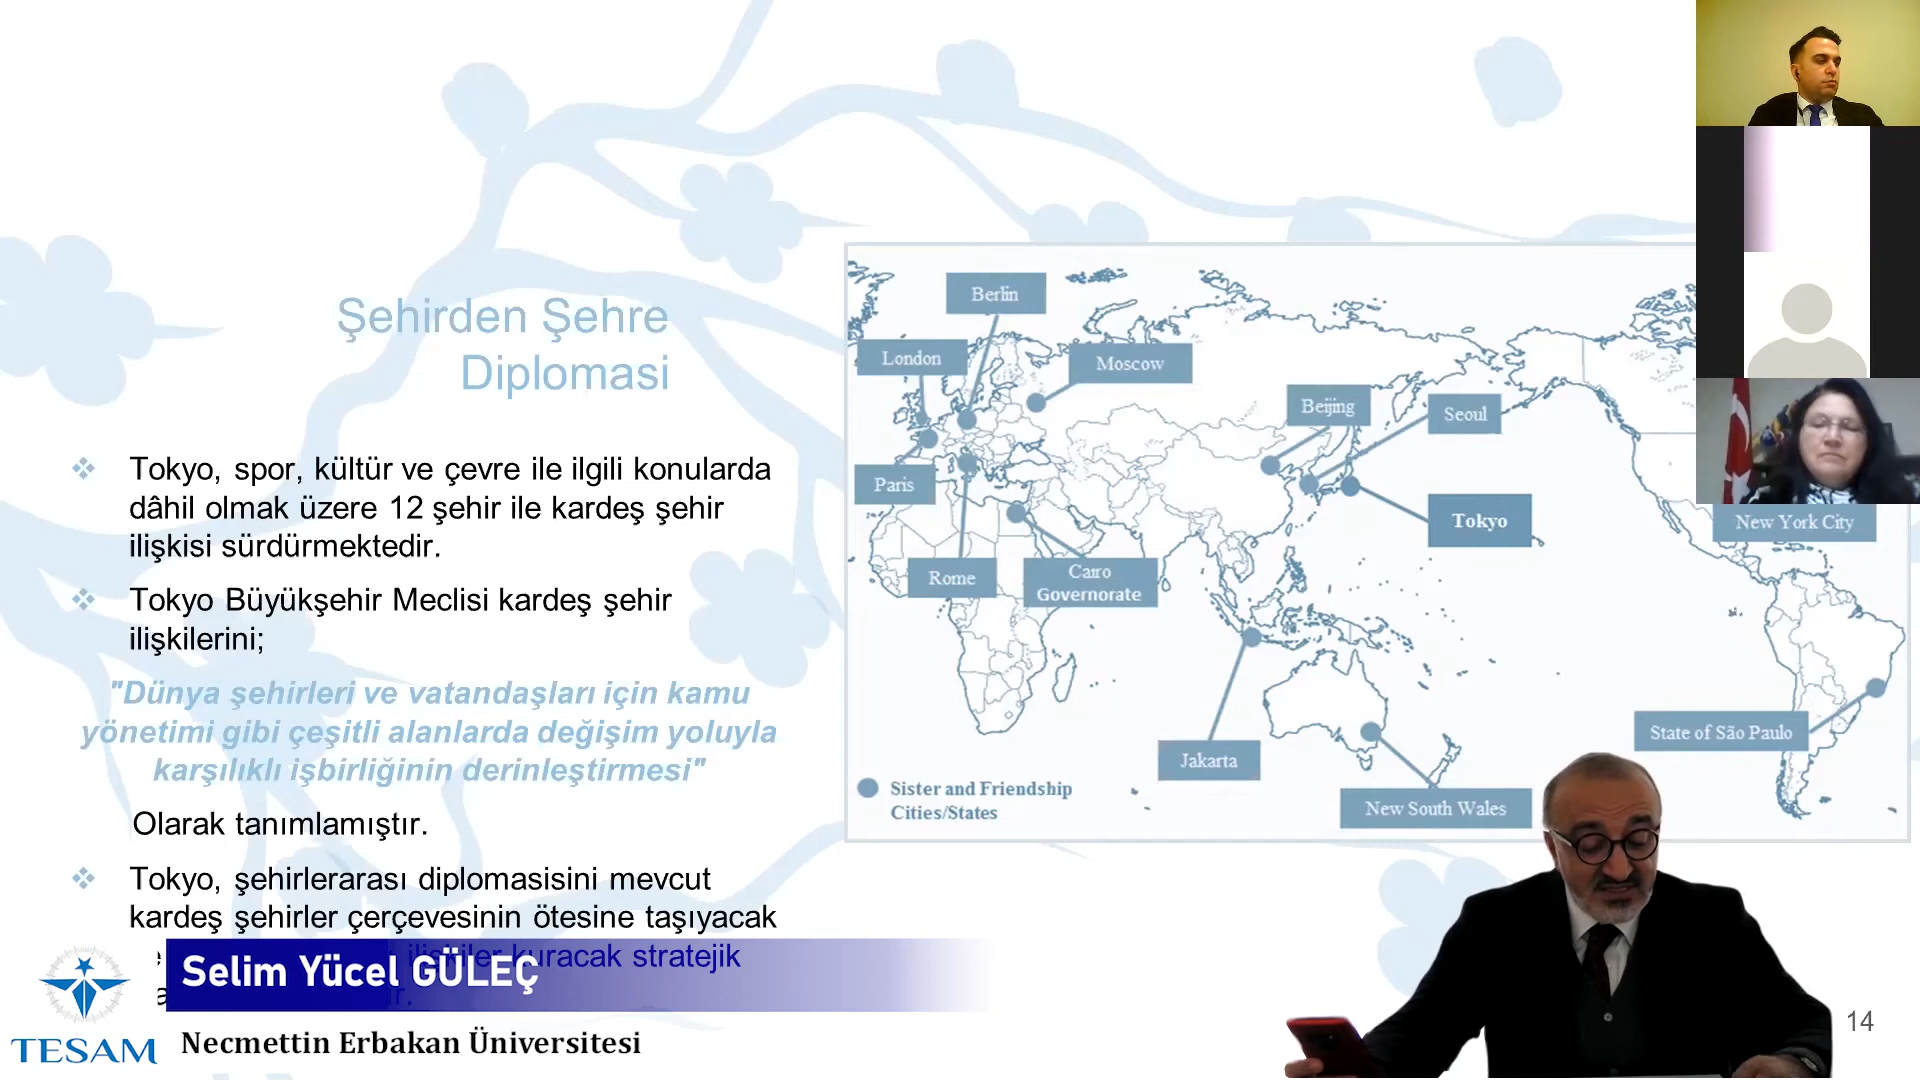 Şehirden Şehre
Diplomasi
Tokyo, spor, kültür ve çevre ile ilgili konularda
dâhil olmak üzere 12 şehir ile kardeş şehir
ilişkisi sürdürmektedir.
Tokyo Büyükşehir Meclisi kardeş şehir
ilişkilerini;
"Dünya şehirleri ve vatandaşları için kamu
yönetimi gibi çeşitli alanlarda değişim yoluyla
karşılıklı işbirliğinin derinleştirmesi"
Olarak tanımlamıştır.
Tokyo, şehirlerarası diplomasisini mevcut
kardeş şehirler çerçevesinin ötesine taşıyacak
ilişkiler kuracak stratejik
Berlin
London
Moscow
Beijing
Seoul
Paris
Tokyo
New York City
Rome
Cairo
Governorate
State of São Paulo
Jakarta
New South Wales
Sister and Friendship
Cities/States
Selim Yücel GÜLEÇ
Necmettin Erbakan Üniversitesi
TESAM
14